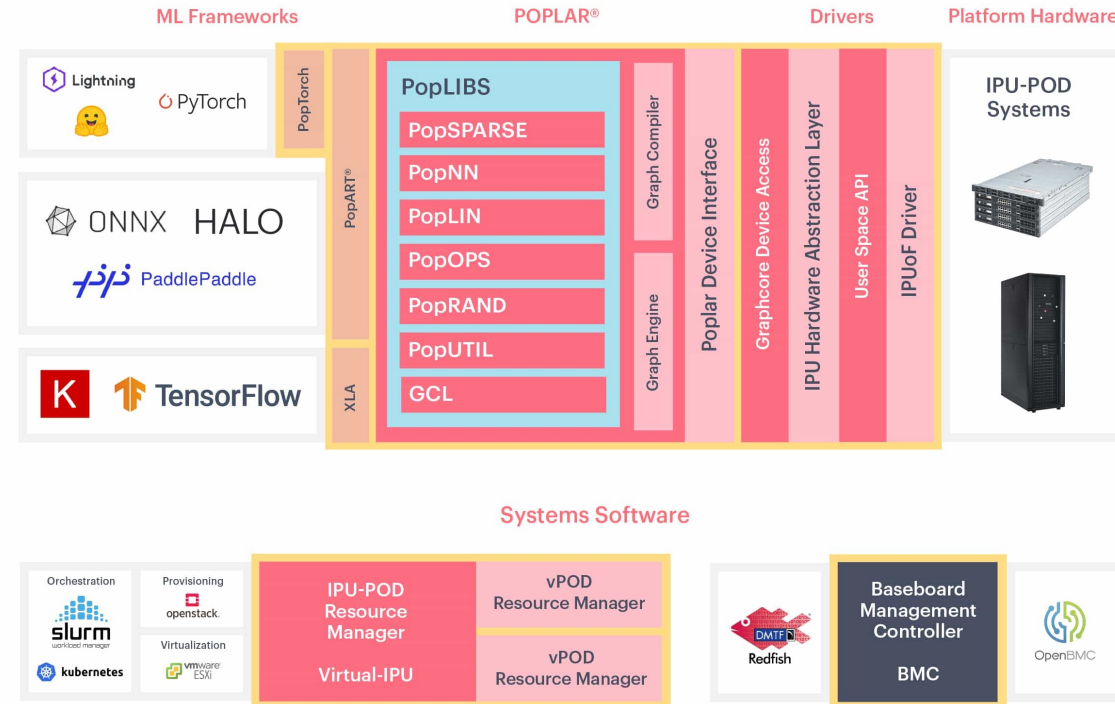 ML Frameworks
POPLAR®
Drivers
Platform Hardware
Lightning
PyTorch
PopTorch
ONNX
HALO
PaddlePaddle
PopART®
K
TensorFlow
XLA
PopLIBS
PopSPARSE
PopNN
PopLIN
PopOPS
PopRAND
PopUTIL
GCL
Graph Compiler
Graph Engine
Poplar Device Interface
Graphcore Device Access
IPU Hardware Abstraction Layer
User Space API
IPUoF Driver
IPU-POD
Systems
Systems Software
Orchestration
slurm
workload manager
kubernetes
Provisioning
openstack.
Virtualization
vmware
ESXi
IPU-POD
Resource
Manager
Virtual-IPU
vPOD
Resource Manager
vPOD
Resource Manager
DMTF
Redfish
Baseboard
Management
Controller
BMC
OpenBMC